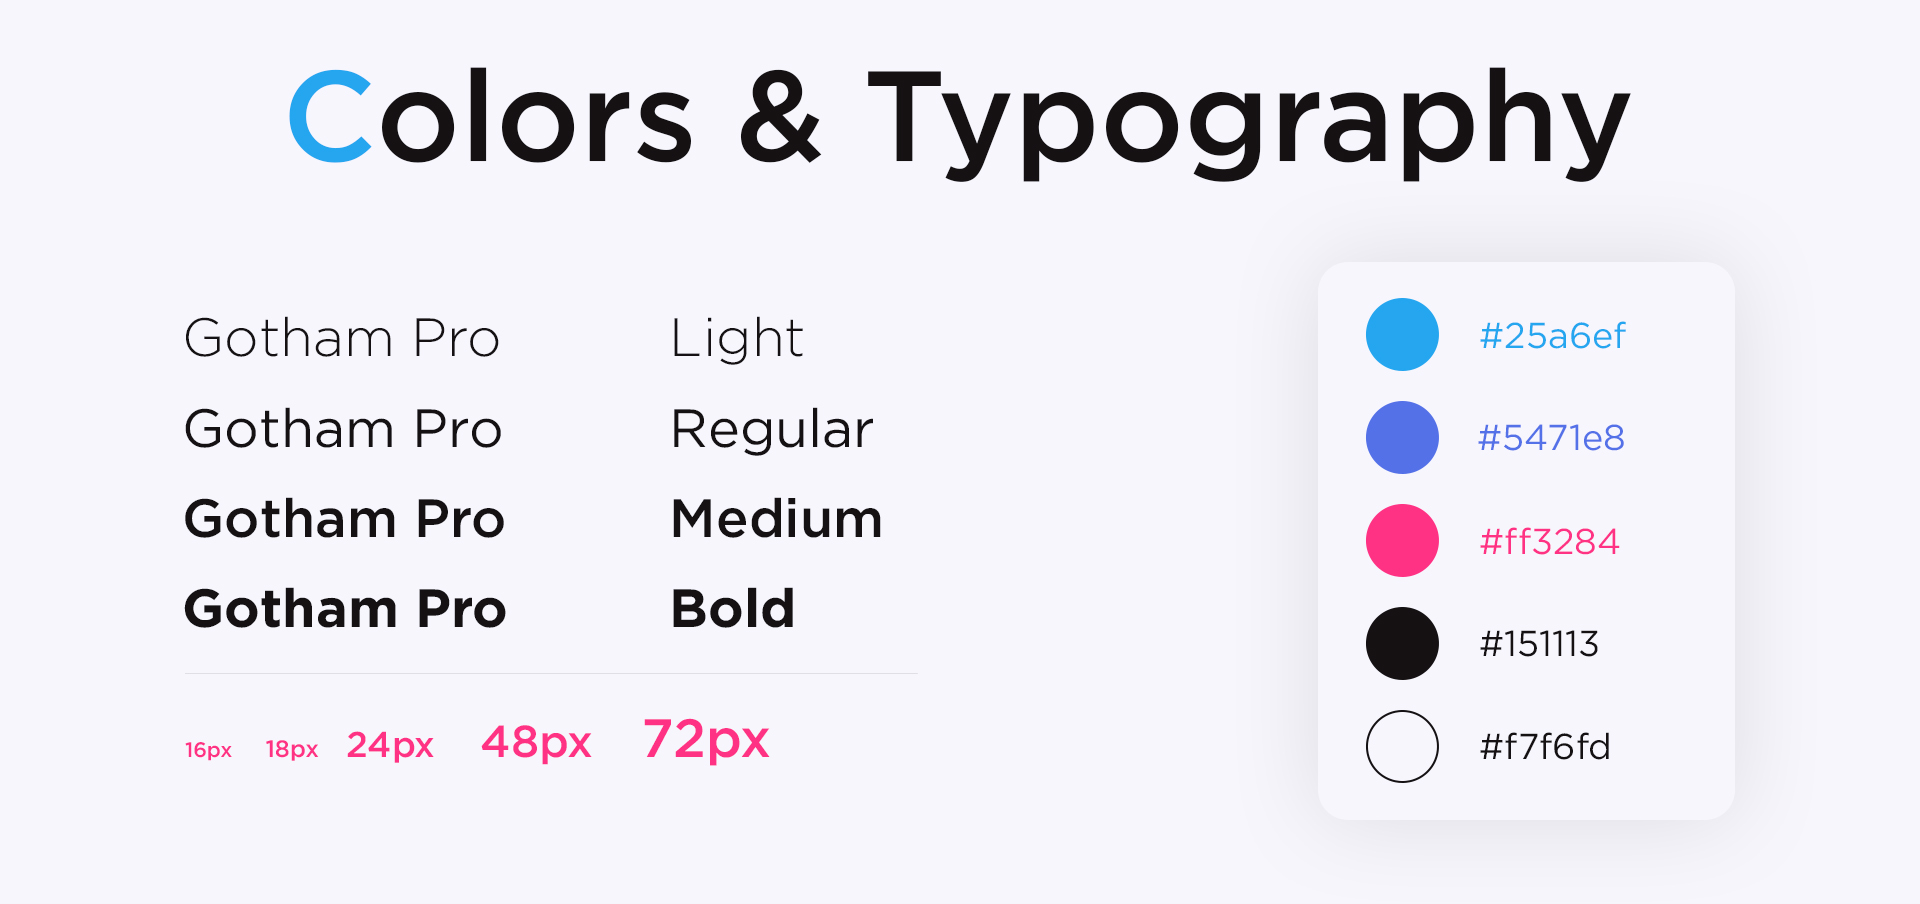 Colors & Typography
Gotham Pro Light
Gotham Pro Regular
Gotham Pro Medium
Gotham Pro Bold
16px 18px 24px 48px 72px
#25a6ef
#5471e8
#ff3284
#151113
#f7f6fd